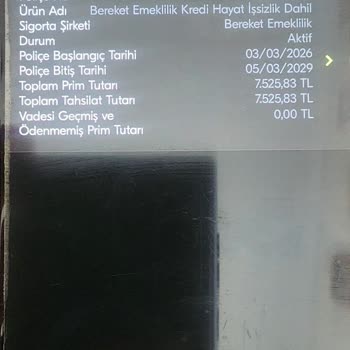 Ürün Adı Bereket Emeklilik Kredi Hayat İşsizlik Dahil
Sigorta Şirketi Bereket Emeklilik
Durum Aktif
Poliçe Başlangıç Tarihi 03/03/2026
Poliçe Bitiş Tarihi 05/03/2029
Toplam Prim Tutarı 7.525,83 TL
Toplam Tahsilat Tutarı 7.525,83 TL
Vadesi Geçmiş ve 0,00 TL
Ödenmemiş Prim Tutarı